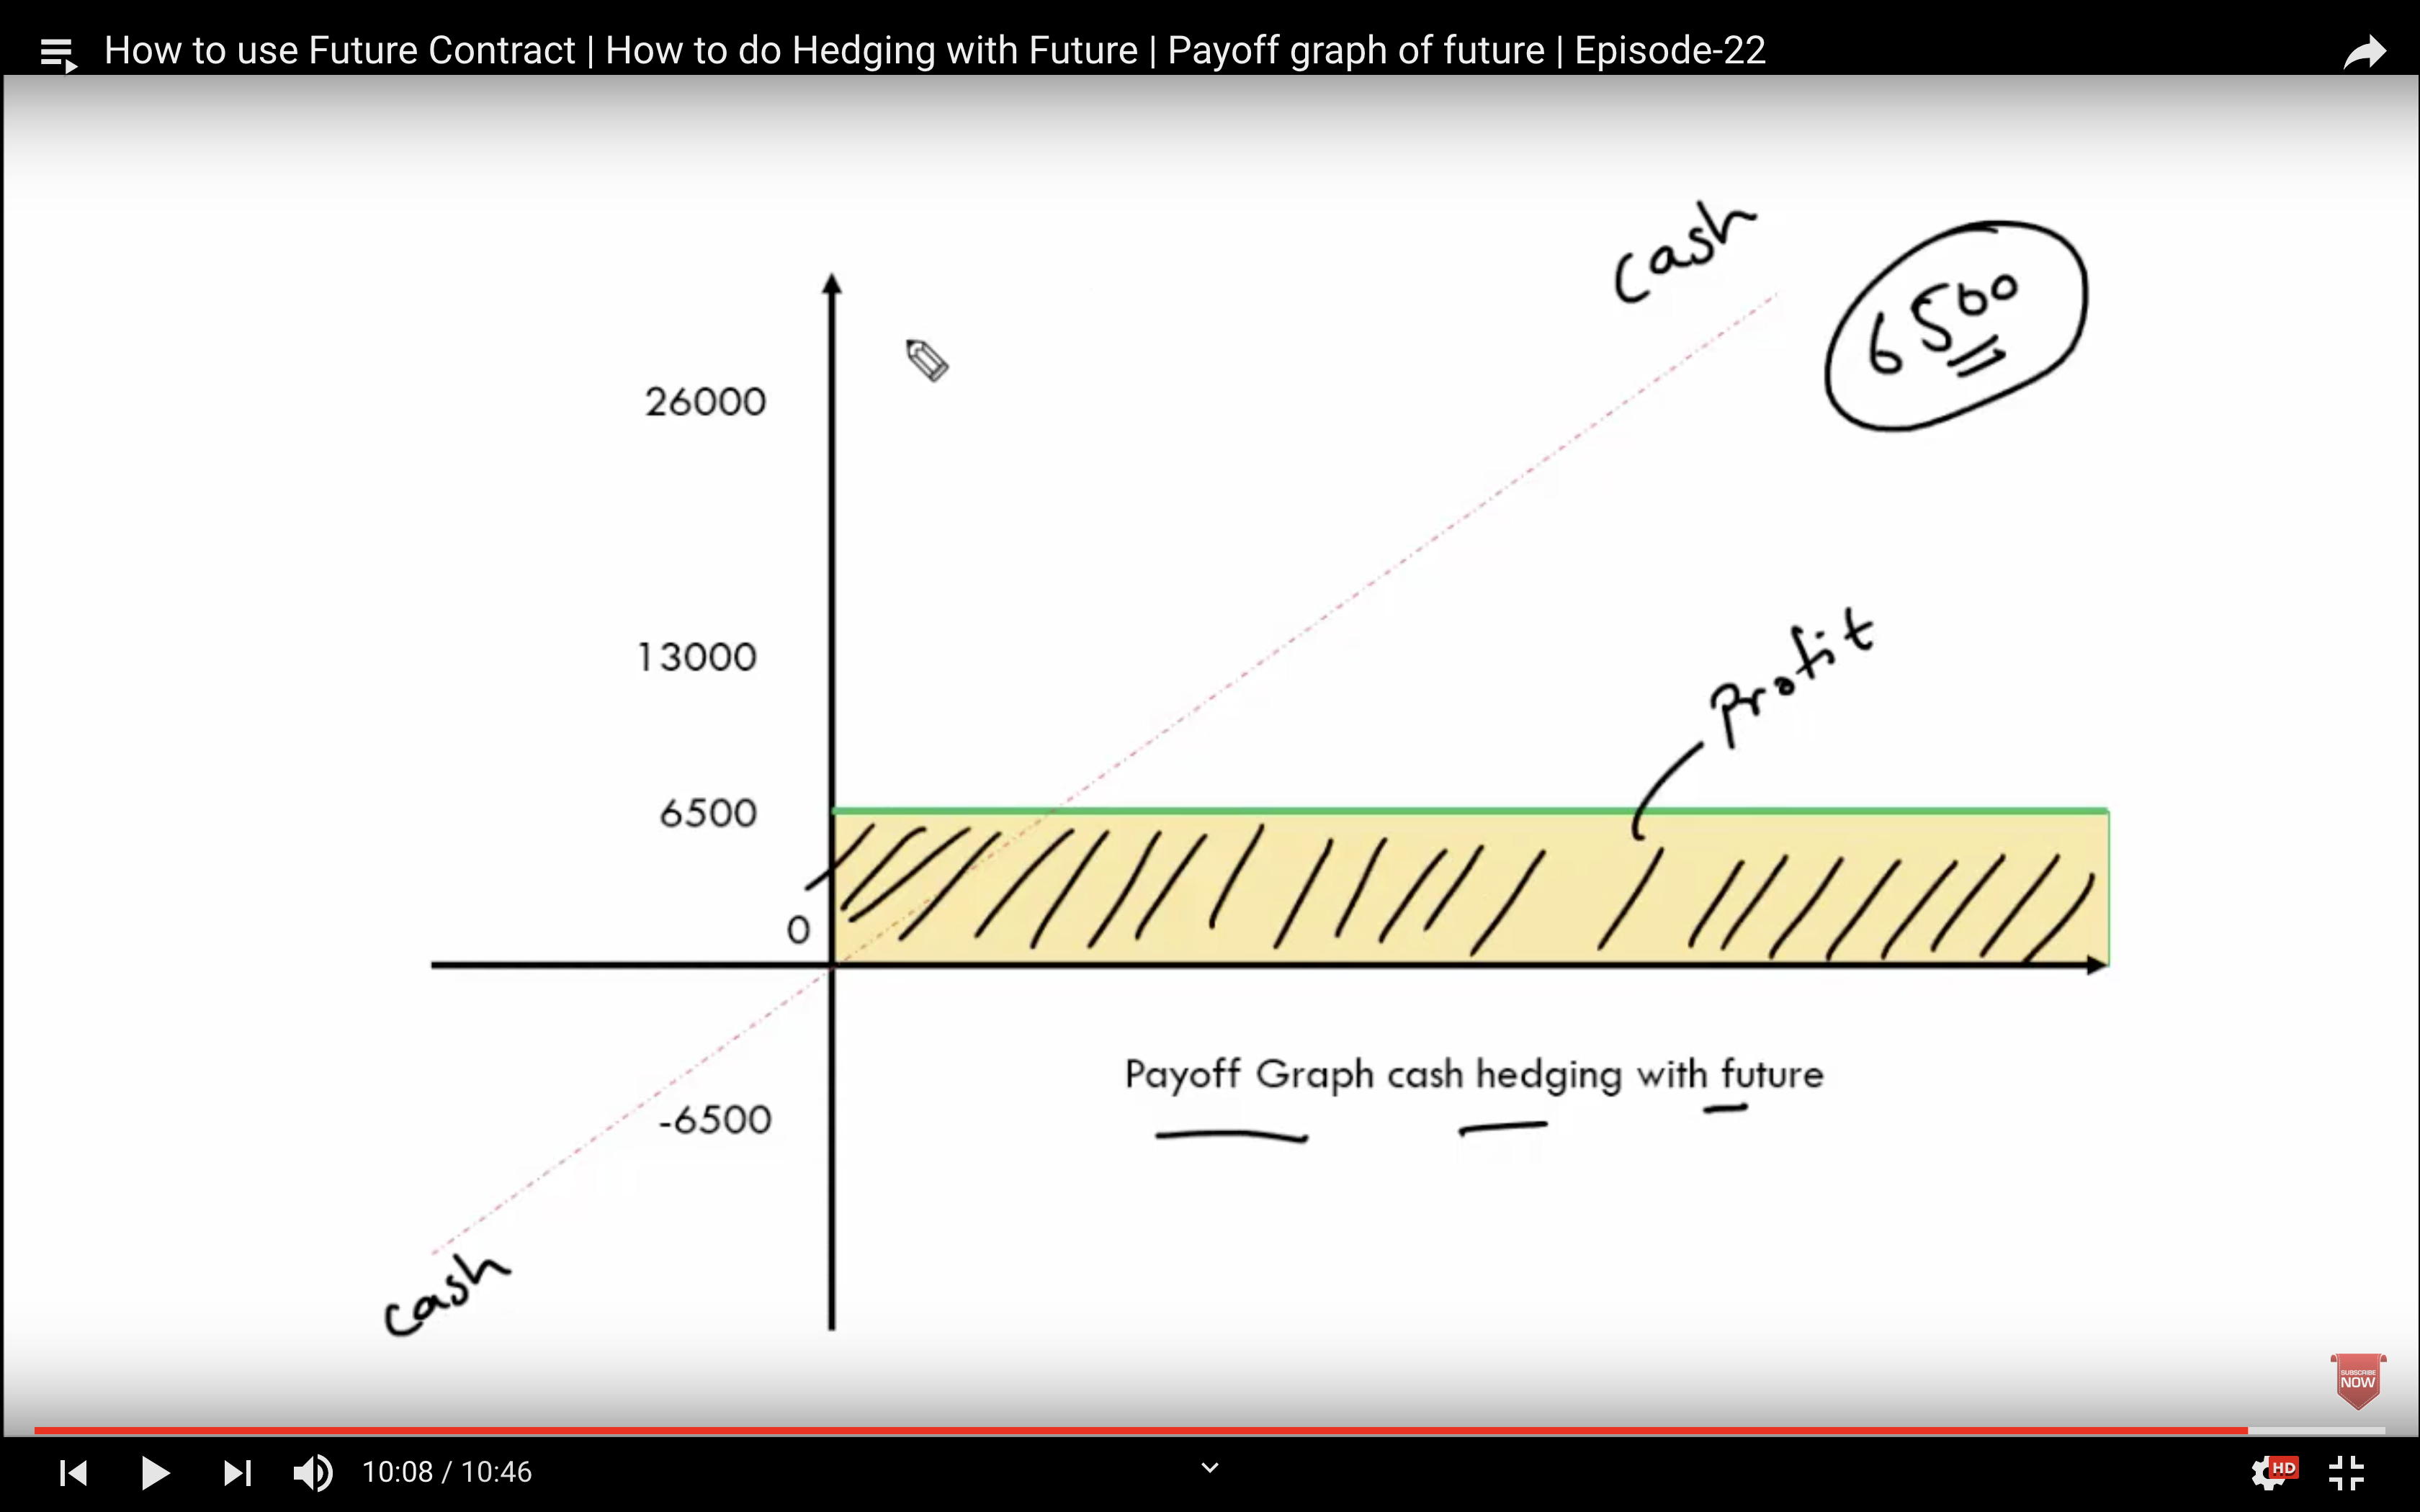 How to use Future Contract | How to do Hedging with Future | Payoff graph of future | Episode-22
cash
6500
26000
13000
Profit
6500
0
Payoff Graph cash hedging with future
-6500
cash
SUBSCRIBE
NOW
10:08 / 10:46
HD